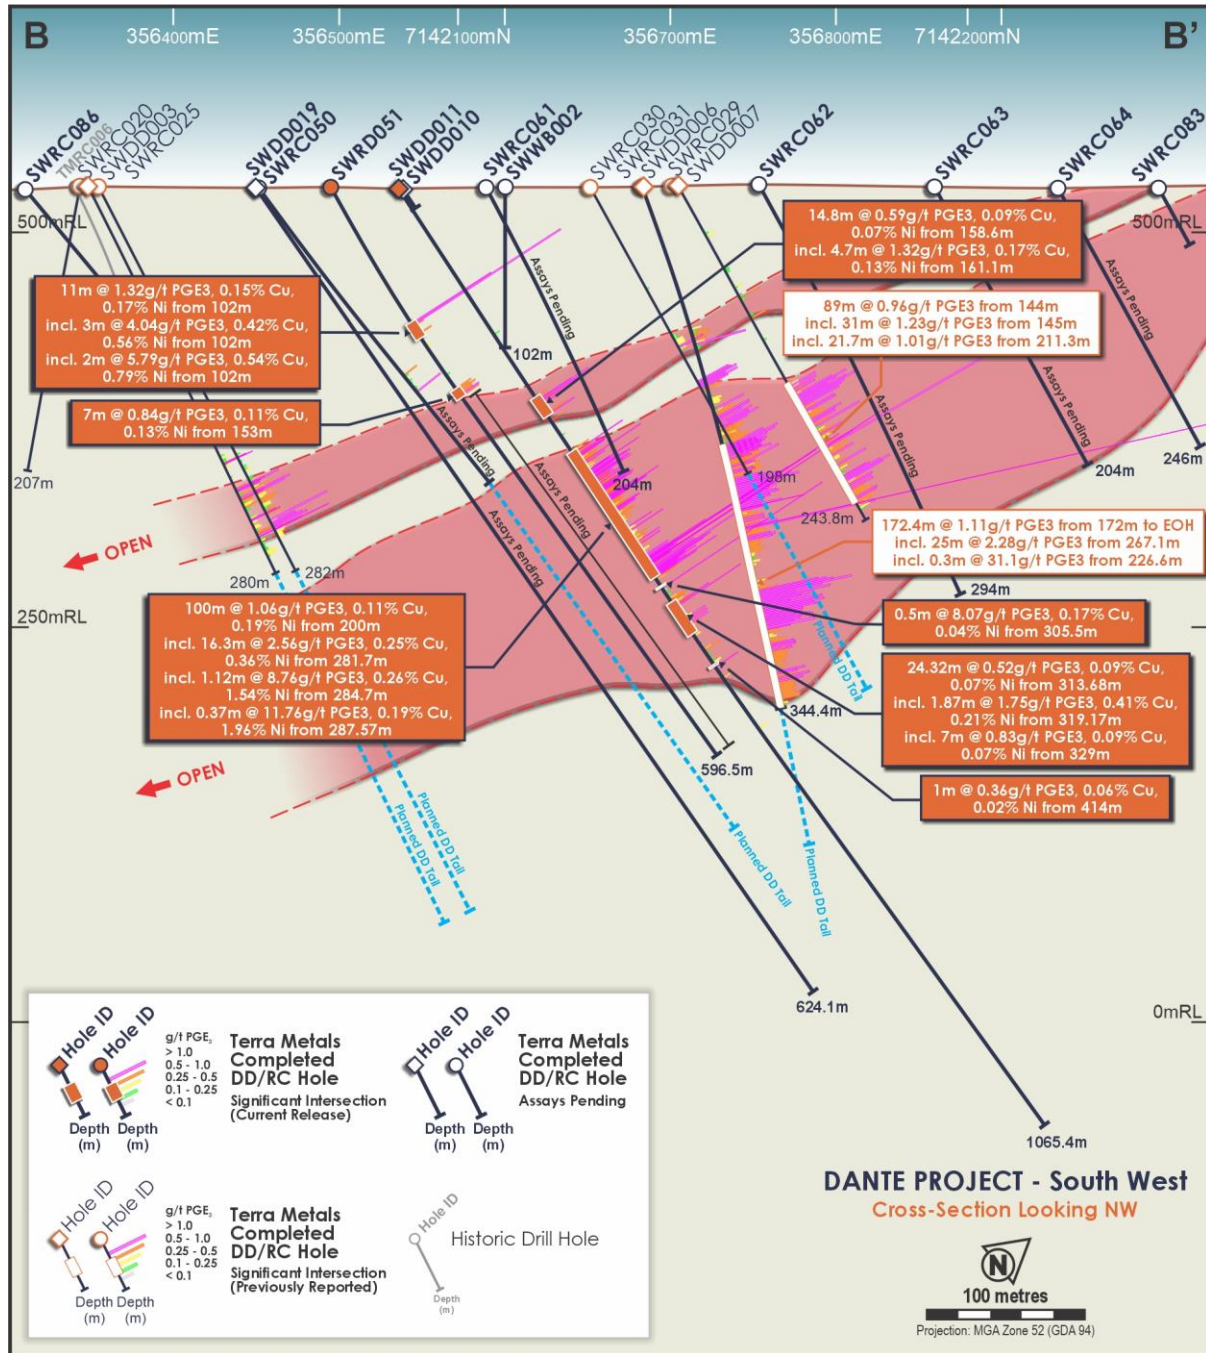 B
356400mE
356500mE
7142100mN
356700mE
356800mE
7142200mN
B'
SWRC086
TMRC006
SWRC020
SWDD003
SWRC025
SWDD019
SWRC050
SWRD051
SWDD011
SWDD010
SWRC061
SWWB002
SWRC030
SWRC031
SWDD006
SWRC029
SWDD007
SWRC062
SWRC063
SWRC064
SWRC083
500mRL
500mRL
14.8m @ 0.59g/t PGE3, 0.09% Cu,
0.07% Ni from 158.6m
incl. 4.7m @ 1.32g/t PGE3, 0.17% Cu,
0.13% Ni from 161.1m
11m @ 1.32g/t PGE3, 0.15% Cu,
0.17% Ni from 102m
incl. 3m @ 4.04g/t PGE3, 0.42% Cu,
0.56% Ni from 102m
incl. 2m @ 5.79g/t PGE3, 0.54% Cu,
0.79% Ni from 102m
89m @ 0.96g/t PGE3 from 144m
incl. 31m @ 1.23g/t PGE3 from 145m
incl. 21.7m @ 1.01g/t PGE3 from 211.3m
7m @ 0.84g/t PGE3, 0.11% Cu,
0.13% Ni from 153m
102m
Assays Pending
Assays Pending
Assays Pending
Assays Pending
Assays Pending
Assays Pending
207m
204m
198m
204m
246m
243.8m
OPEN
280m
282m
172.4m @ 1.11g/t PGE3 from 172m to EOH
incl. 25m @ 2.28g/t PGE3 from 267.1m
incl. 0.3m @ 31.1g/t PGE3 from 226.6m
294m
250mRL
100m @ 1.06g/t PGE3, 0.11% Cu,
0.19% Ni from 200m
incl. 16.3m @ 2.56g/t PGE3, 0.25% Cu,
0.36% Ni from 281.7m
incl. 1.12m @ 8.76g/t PGE3, 0.26% Cu,
1.54% Ni from 284.7m
incl. 0.37m @ 11.76g/t PGE3, 0.19% Cu,
1.96% Ni from 287.57m
0.5m @ 8.07g/t PGE3, 0.17% Cu,
0.04% Ni from 305.5m
24.32m @ 0.52g/t PGE3, 0.09% Cu,
0.07% Ni from 313.68m
incl. 1.87m @ 1.75g/t PGE3, 0.41% Cu,
0.21% Ni from 319.17m
incl. 7m @ 0.83g/t PGE3, 0.09% Cu,
0.07% Ni from 329m
Planned DD Tail
344.4m
596.5m
1m @ 0.36g/t PGE3, 0.06% Cu,
0.02% Ni from 414m
OPEN
Planned DD Tail
Planned DD Tail
Planned DD Tail
Planned DD Tail
624.1m
0mRL
1065.4m
Hole ID
Hole ID
g/t PGE3
> 1.0
0.5 - 1.0
0.25 - 0.5
0.1 - 0.25
< 0.1
Terra Metals
Completed
DD/RC Hole
Significant Intersection
(Current Release)
Depth
(m)
Depth
(m)
Hole ID
Hole ID
Terra Metals
Completed
DD/RC Hole
Assays Pending
Depth
(m)
Depth
(m)
Hole ID
Hole ID
g/t PGE3
> 1.0
0.5 - 1.0
0.25 - 0.5
0.1 - 0.25
< 0.1
Terra Metals
Completed
DD/RC Hole
Significant Intersection
(Previously Reported)
Depth
(m)
Depth
(m)
Hole ID
Historic Drill Hole
Depth
(m)
DANTE PROJECT - South West
Cross-Section Looking NW
N
100 metres
Projection: MGA Zone 52 (GDA 94)